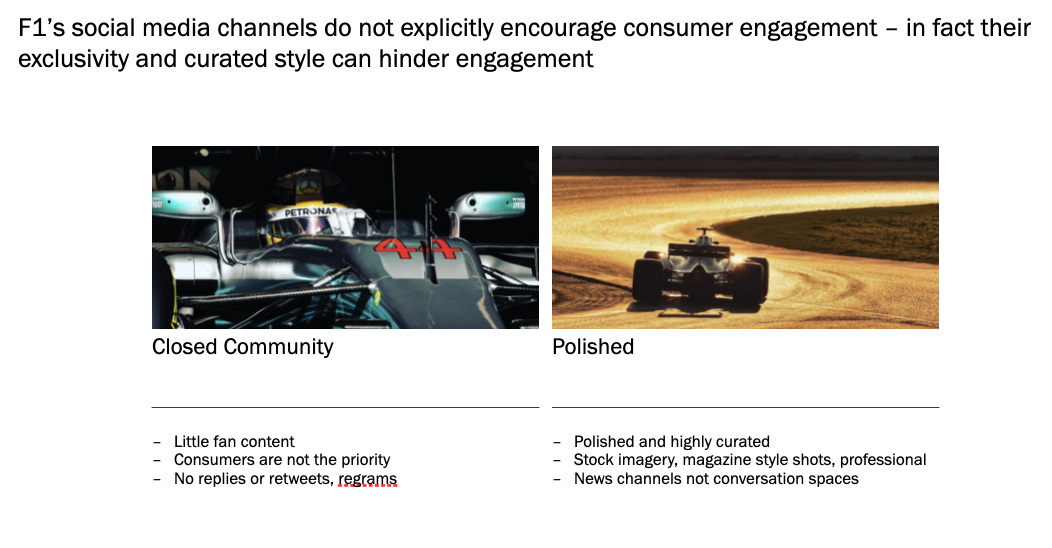 F1’s social media channels do not explicitly encourage consumer engagement – in fact their
exclusivity and curated style can hinder engagement
PETRONAS
44
Closed Community
Polished
– Little fan content
– Consumers are not the priority
– No replies or retweets, regrams
– Polished and highly curated
– Stock imagery, magazine style shots, professional
– News channels not conversation spaces